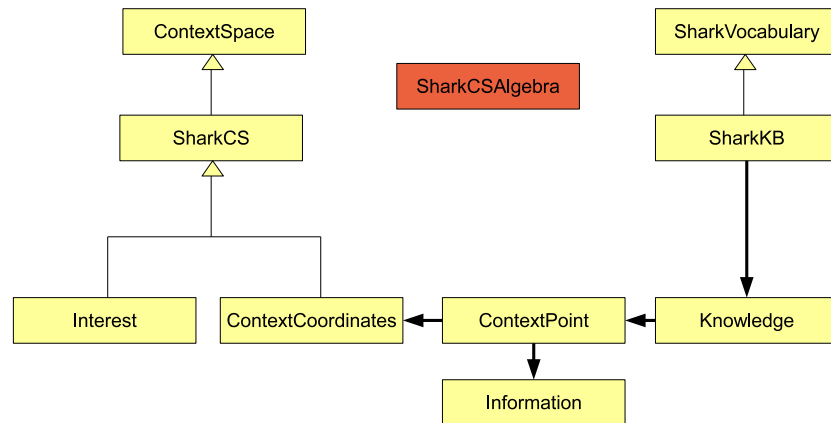 ContextSpace
SharkVocabulary
SharkCSAlgebra
SharkCS
SharkKB
Interest
ContextCoordinates
ContextPoint
Knowledge
Information